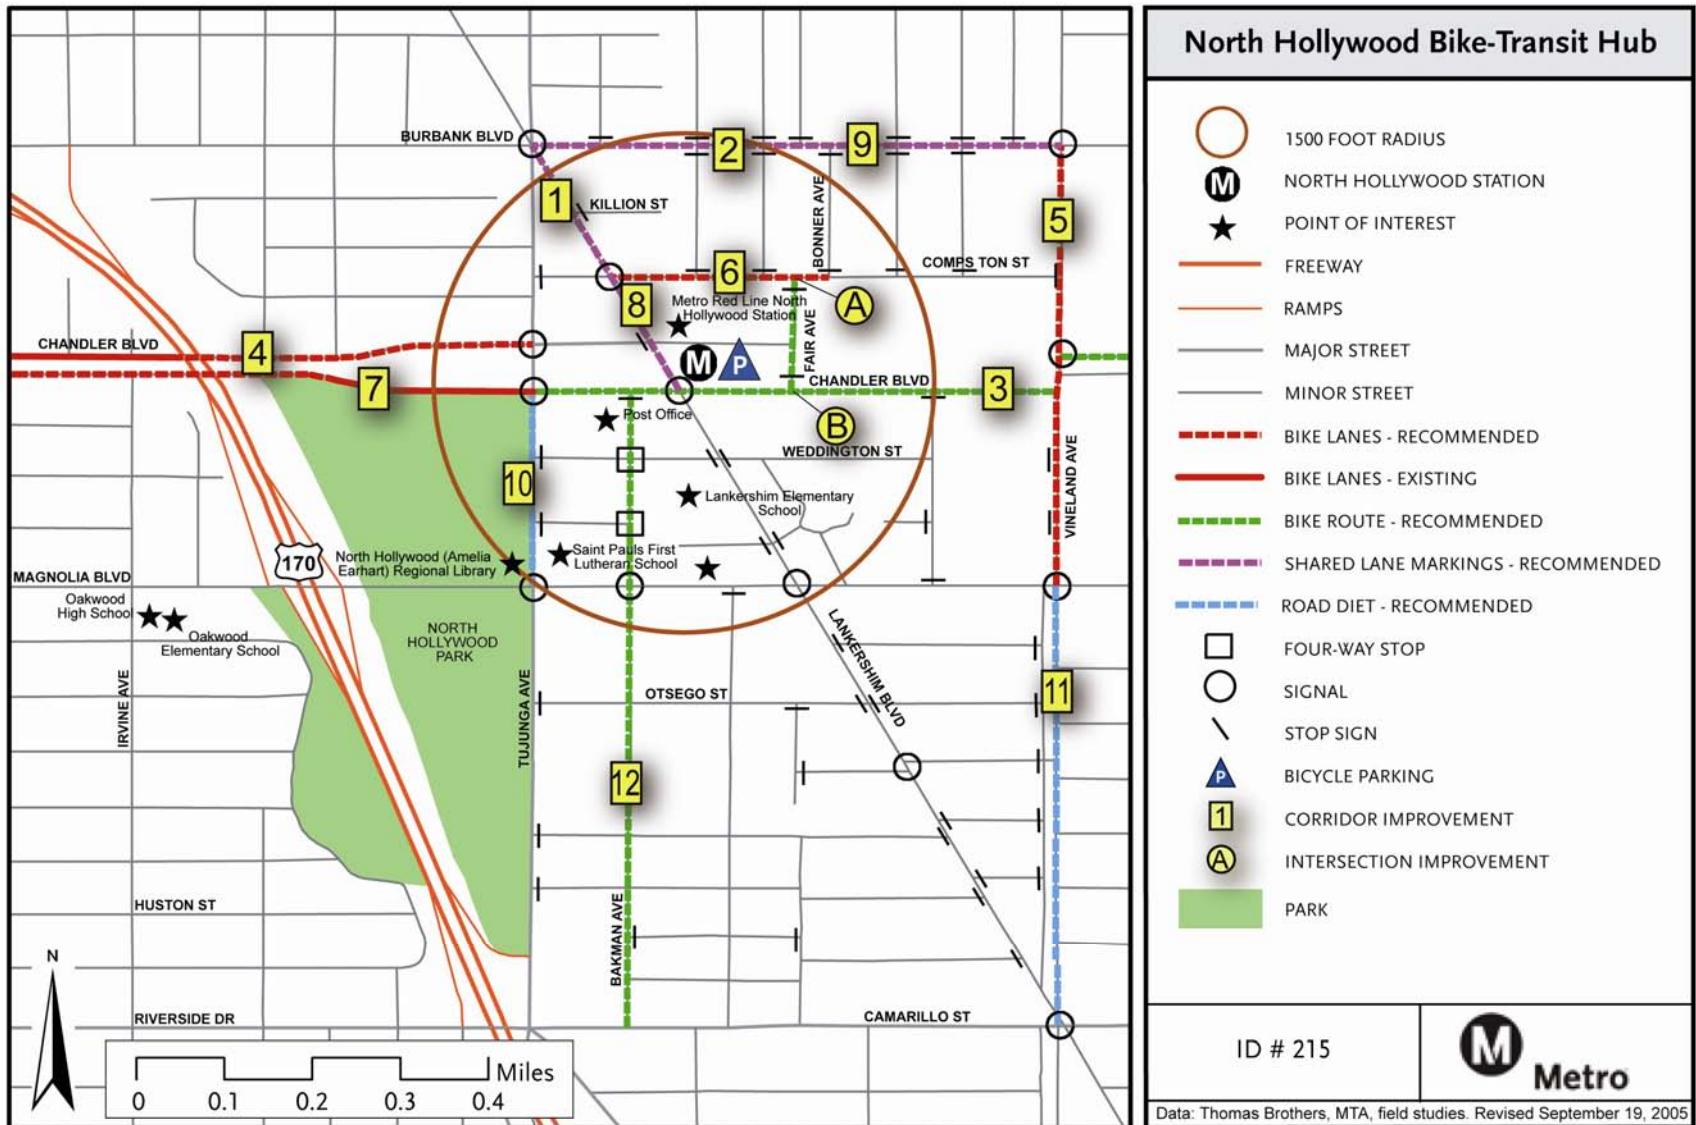 North Hollywood Bike-Transit Hub
1500 FOOT RADIUS
M
NORTH HOLLYWOOD STATION
POINT OF INTEREST
FREEWAY
RAMPS
MAJOR STREET
MINOR STREET
BIKE LANES - RECOMMENDED
BIKE LANES - EXISTING
BIKE ROUTE - RECOMMENDED
SHARED LANE MARKINGS - RECOMMENDED
ROAD DIET - RECOMMENDED
FOUR-WAY STOP
SIGNAL
STOP SIGN
P
BICYCLE PARKING
1
CORRIDOR IMPROVEMENT
A
INTERSECTION IMPROVEMENT
PARK
ID # 215
M
Metro
Data: Thomas Brothers, MTA, field studies. Revised September 19, 2005
BURBANK BLVD
2
9
1
KILLION ST
BONNER AVE
5
6
COMPS TON ST
8
Metro Red Line North
Hollywood Station
A
FAIR AVE
CHANDLER BLVD
4
M
P
7
CHANDLER BLVD
3
Post Office
B
WEDDINGTON ST
10
VINELAND AVE
Lankershim Elementary
School
170
North Hollywood (Amelia
Earhart) Regional Library
Saint Pauls First
Lutheran School
MAGNOLIA BLVD
Oakwood
High School
Oakwood
Elementary School
NORTH
HOLLYWOOD
PARK
LANKERSHIM BLVD
IRVINE AVE
TUJUNGA AVE
OTSEGO ST
11
12
HUSTON ST
BAKMAN AVE
N
RIVERSIDE DR
CAMARILLO ST
Miles
0 0.1 0.2 0.3 0.4